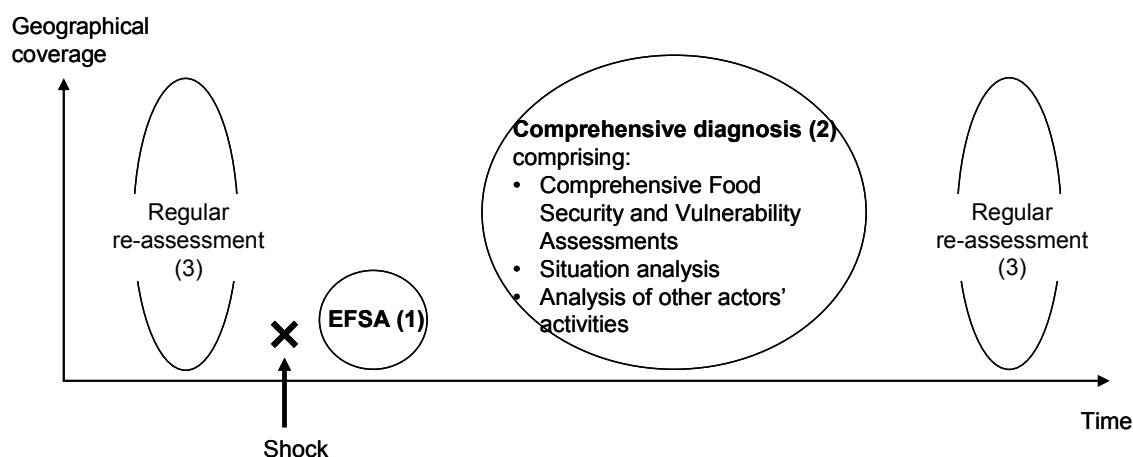 Geographical
coverage
Regular
re-assessment
(3)
Shock
EFSA (1)
Comprehensive diagnosis (2)
comprising:
• Comprehensive Food
Security and Vulnerability
Assessments
• Situation analysis
• Analysis of other actors’
activities
Regular
re-assessment
(3)
Time